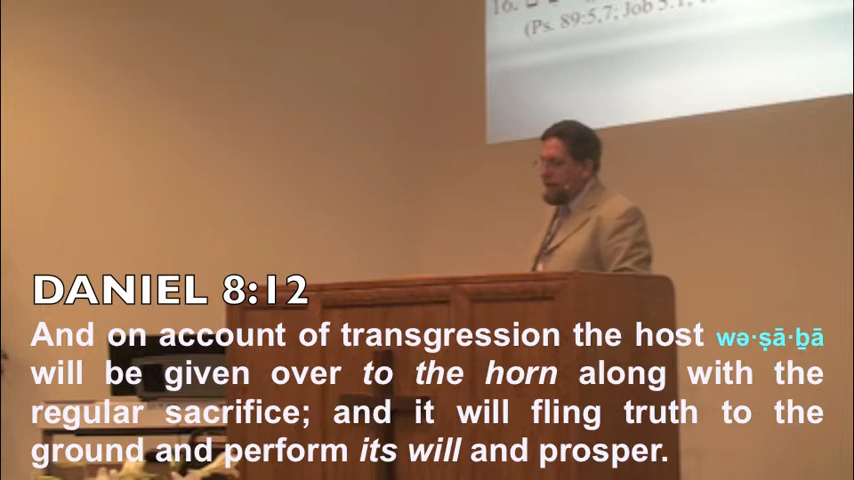 16.
(Ps. 89:5,7; Job 5:1,
DANIEL 8:12
And on account of transgression the host wə·ṣā·ḇā
will be given over to the horn along with the
regular sacrifice; and it will fling truth to the
ground and perform its will and prosper.